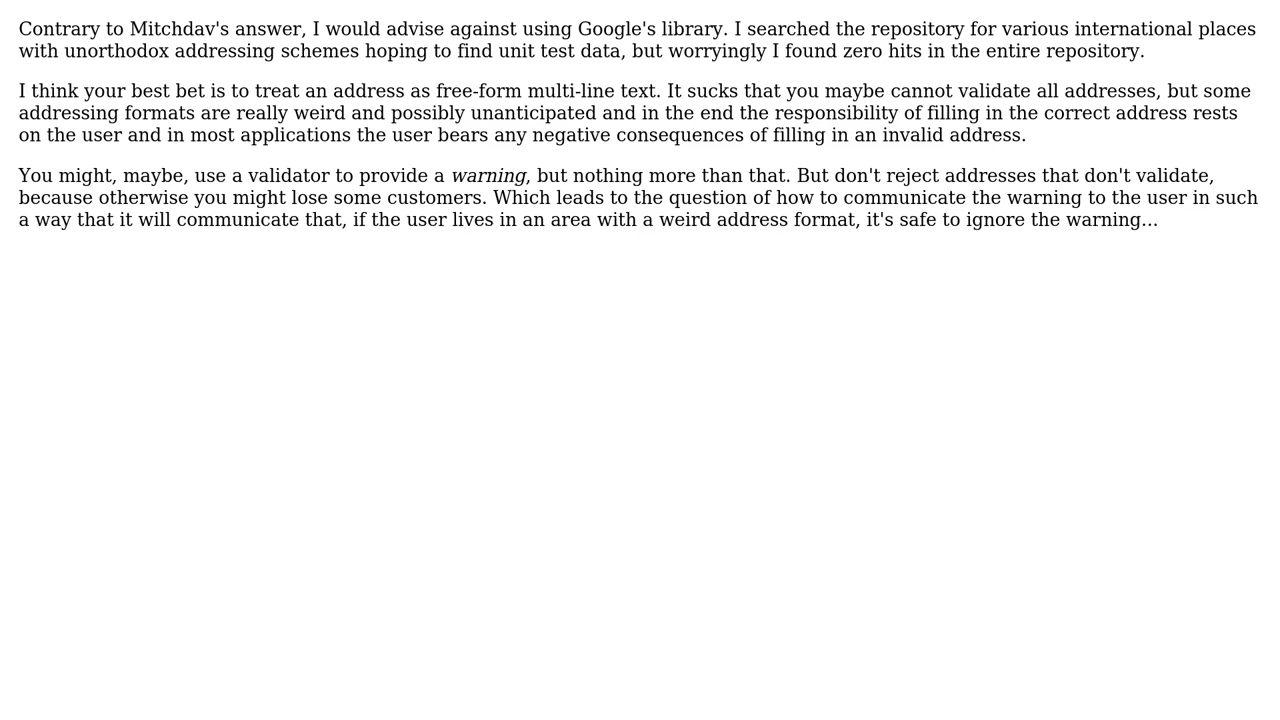 Contrary to Mitchdav's answer, I would advise against using Google's library. I searched the repository for various international places
with unorthodox addressing schemes hoping to find unit test data, but worryingly I found zero hits in the entire repository.
I think your best bet is to treat an address as free-form multi-line text. It sucks that you maybe cannot validate all addresses, but some
addressing formats are really weird and possibly unanticipated and in the end the responsibility of filling in the correct address rests
on the user and in most applications the user bears any negative consequences of filling in an invalid address.
You might, maybe, use a validator to provide a warning, but nothing more than that. But don't reject addresses that don't validate,
because otherwise you might lose some customers. Which leads to the question of how to communicate the warning to the user in such
a way that it will communicate that, if the user lives in an area with a weird address format, it's safe to ignore the warning...